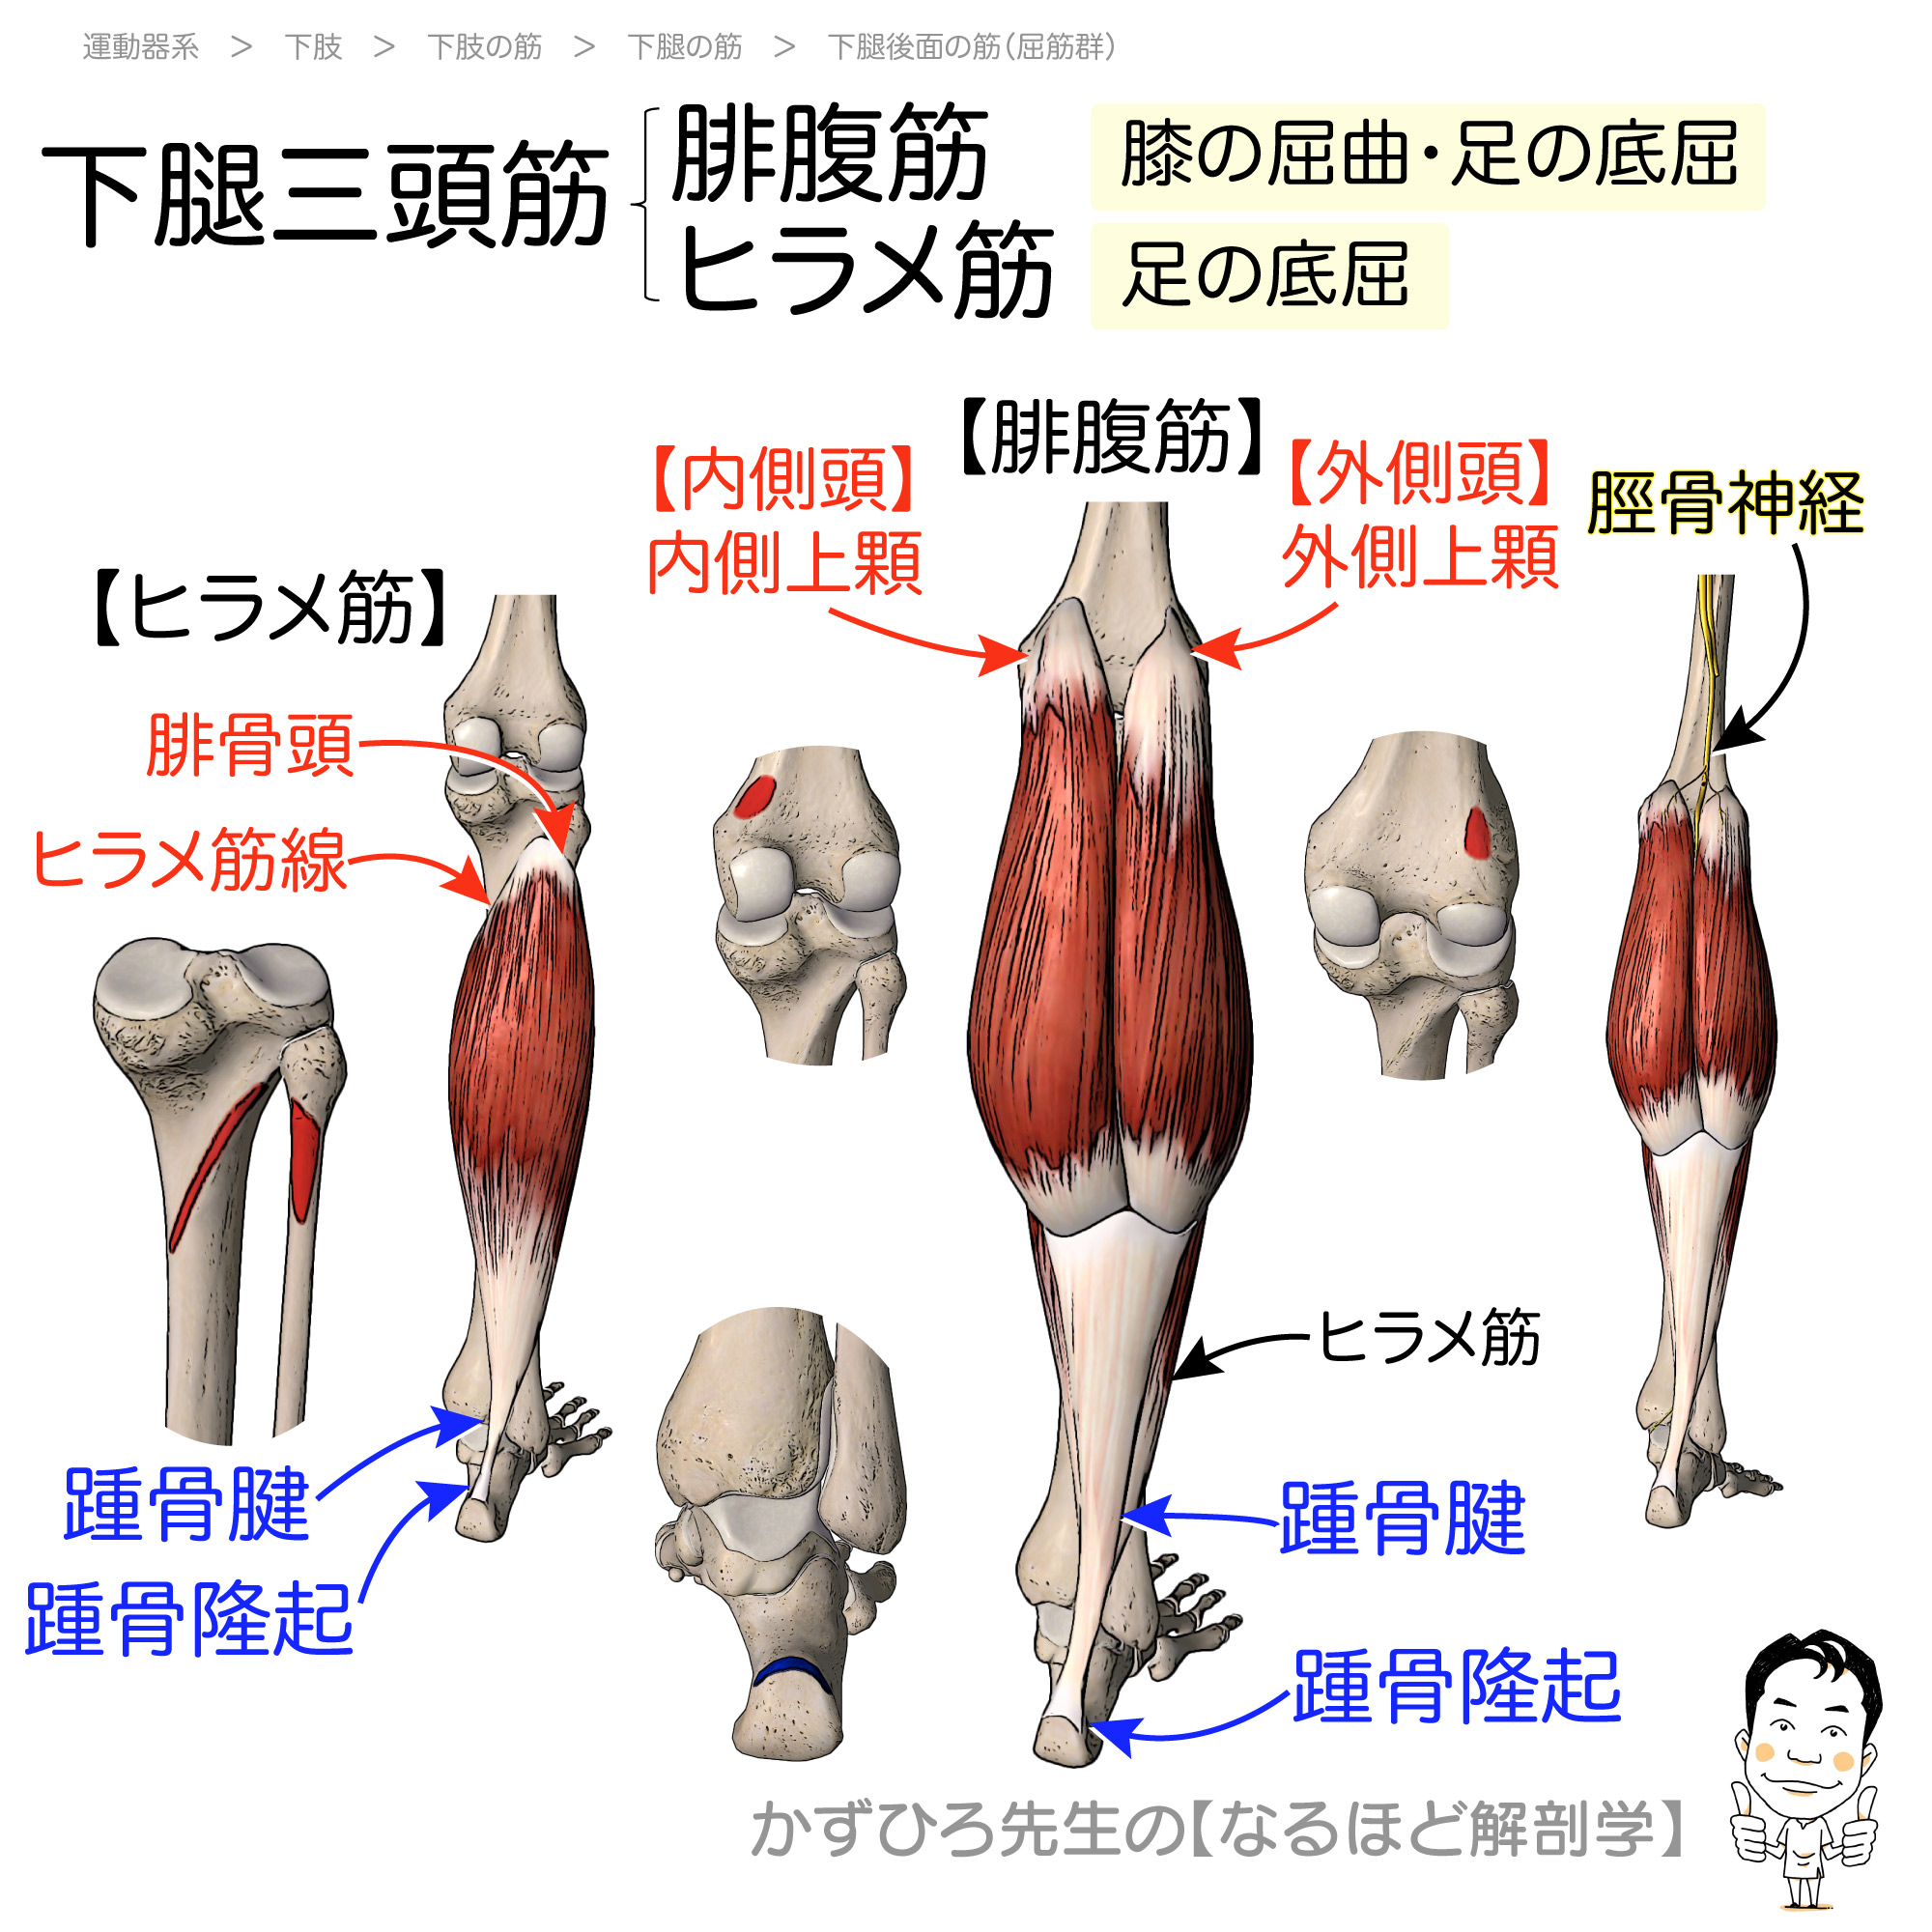 運動器系 > 下肢 > 下肢の筋 > 下腿の筋 > 下腿後面の筋(屈筋群)
下腿三頭筋
腓腹筋
膝の屈曲・足の底屈
ヒラメ筋
足の底屈
【腓腹筋】
【内側頭】
内側上顆
【外側頭】
外側上顆
脛骨神経
【ヒラメ筋】
腓骨頭
ヒラメ筋線
ヒラメ筋
踵骨腱
踵骨隆起
踵骨腱
踵骨隆起
かずひろ先生の【なるほど解剖学】